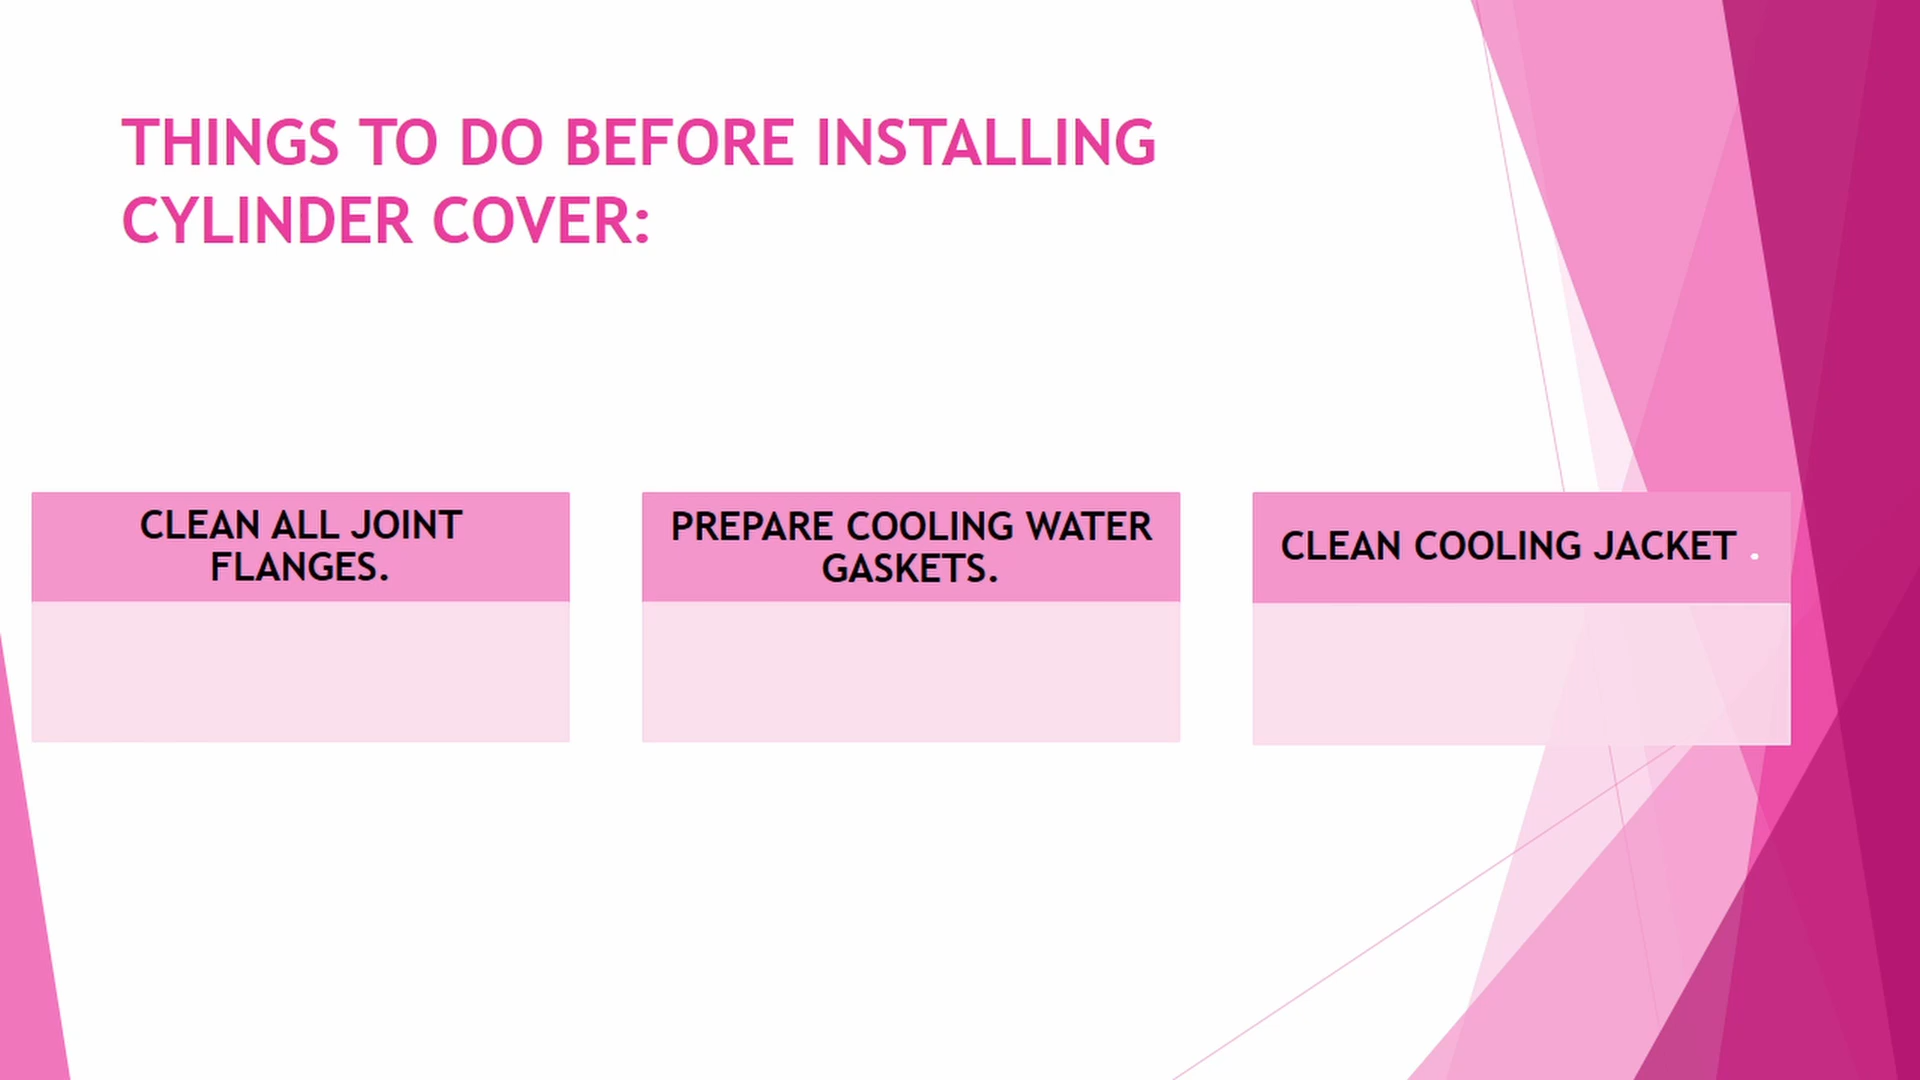 THINGS TO DO BEFORE INSTALLING
CYLINDER COVER:
CLEAN ALL JOINT
FLANGES.
PREPARE COOLING WATER
GASKETS.
CLEAN COOLING JACKET .